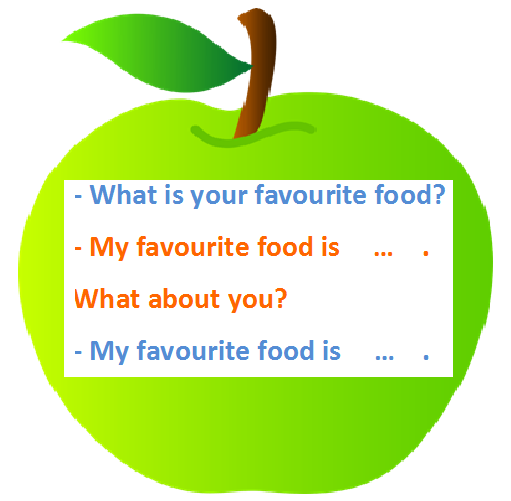 - What is your favourite food?
- My favourite food is ... .
What about you?
- My favourite food is ... .